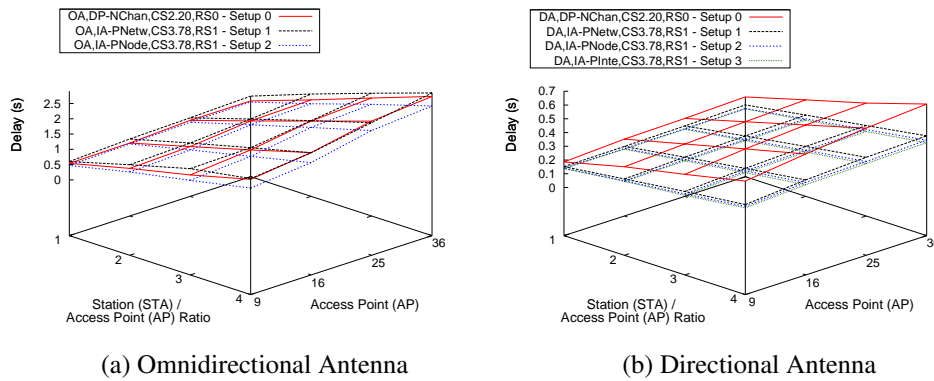 OA,DP-NChan,CS2.20,RS0 - Setup 0
OA,IA-PNetw,CS3.78,RS1 - Setup 1
OA,IA-PNode,CS3.78,RS1 - Setup 2
Delay (s)
2.5
2
1.5
1
0.5
0
1
2
3
4
9
16
25
36
Station (STA) /
Access Point (AP) Ratio
Access Point (AP)
(a) Omnidirectional Antenna
DA,DP-NChan,CS2.20,RS0 - Setup 0
DA,IA-PNetw,CS3.78,RS1 - Setup 1
DA,IA-PNode,CS3.78,RS1 - Setup 2
DA,IA-PInte,CS3.78,RS1 - Setup 3
Delay (s)
0.7
0.6
0.5
0.4
0.3
0.2
0.1
0
1
2
3
4
9
16
25
Station (STA) /
Access Point (AP) Ratio
Access Point (AP)
(b) Directional Antenna